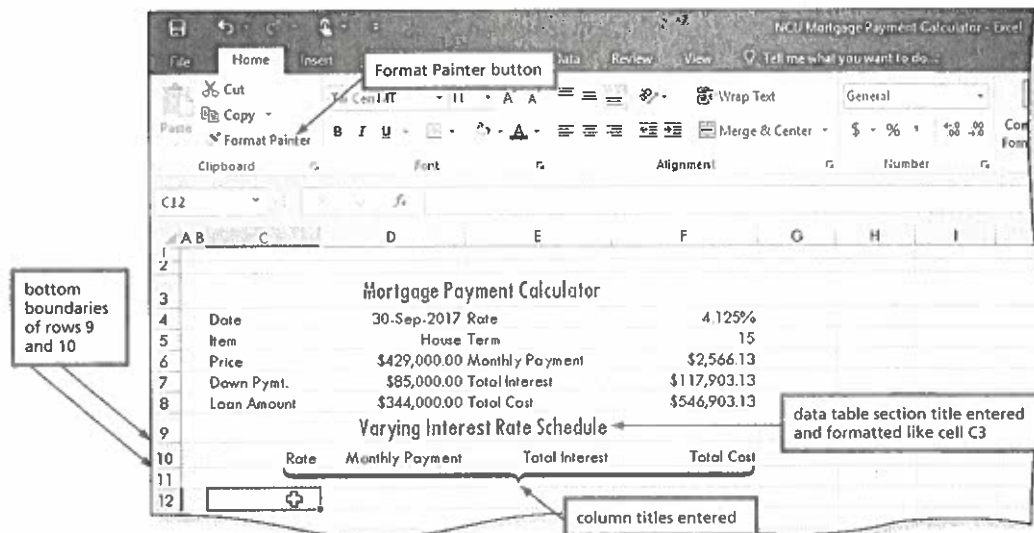 NCU Mortgage Payment Calculator - Excel
File Home Insert Data Review View Tell me what you want to do...
Format Painter button
Cut
Copy
Format Painter
Paste
Tw Cen MT 11 A A Wrap Text General
B I U A Merge & Center $ % , Con
Form
Clipboard Font Alignment Number
C12 fx
A B C D E F G H I
1
2
3 Mortgage Payment Calculator
4 Date 30-Sep-2017 Rate 4.125%
5 Item House Term 15
6 Price $429,000.00 Monthly Payment $2,566.13
7 Down Pymt. $85,000.00 Total Interest $117,903.13
8 Loan Amount $344,000.00 Total Cost $546,903.13
9 Varying Interest Rate Schedule
10 Rate Monthly Payment Total Interest Total Cost
11
12
bottom
boundaries
of rows 9
and 10
data table section title entered
and formatted like cell C3
column titles entered